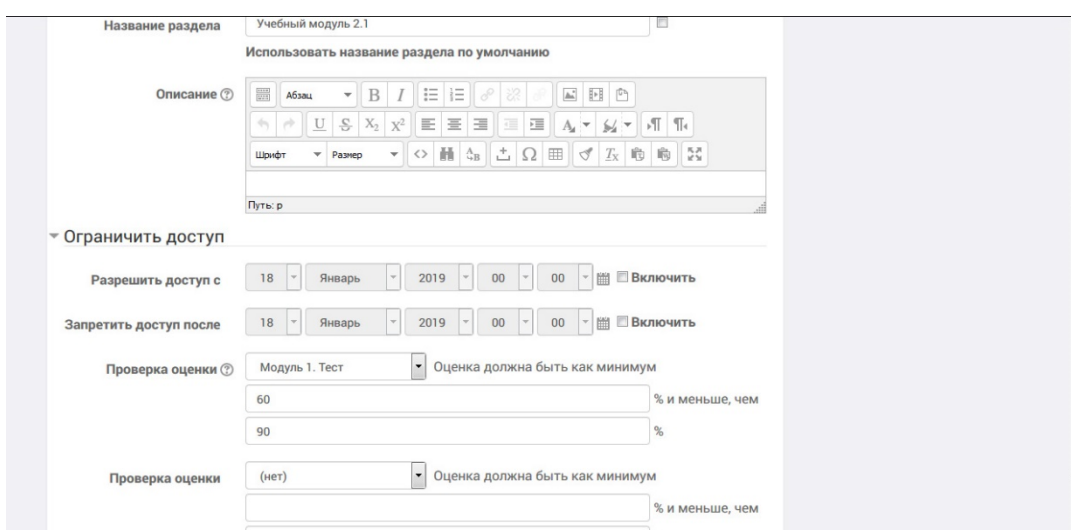 Название раздела Учебный модуль 2.1
Использовать название раздела по умолчанию
Описание
Абзац B I
U S X₂ X²
Шрифт Размер
Путь: p
Ограничить доступ
Разрешить доступ с 18 Январь 2019 00 00 Включить
Запретить доступ после 18 Январь 2019 00 00 Включить
Проверка оценки Модуль 1. Тест Оценка должна быть как минимум
60 % и меньше, чем
90 %
Проверка оценки (нет) Оценка должна быть как минимум
% и меньше, чем